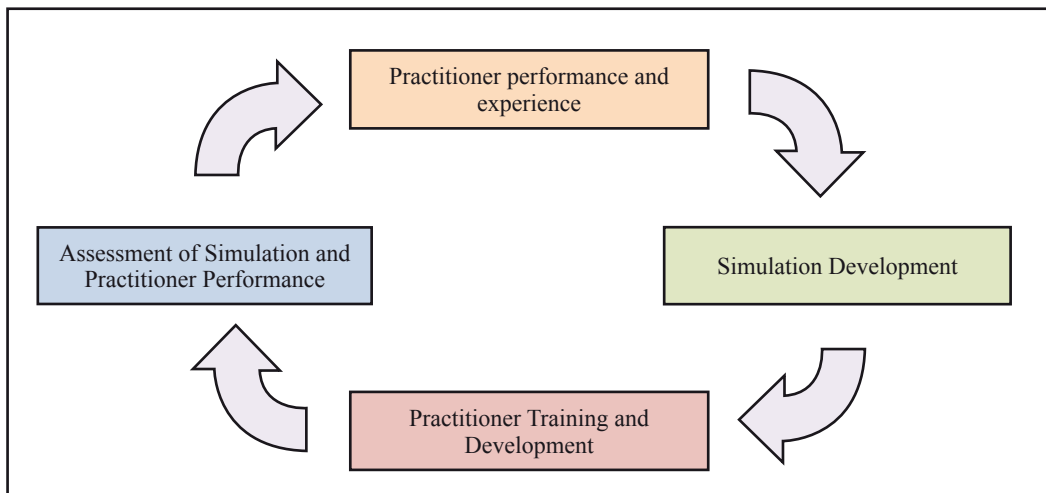 Practitioner performance and
experience
Assessment of Simulation and
Practitioner Performance
Simulation Development
Practitioner Training and
Development